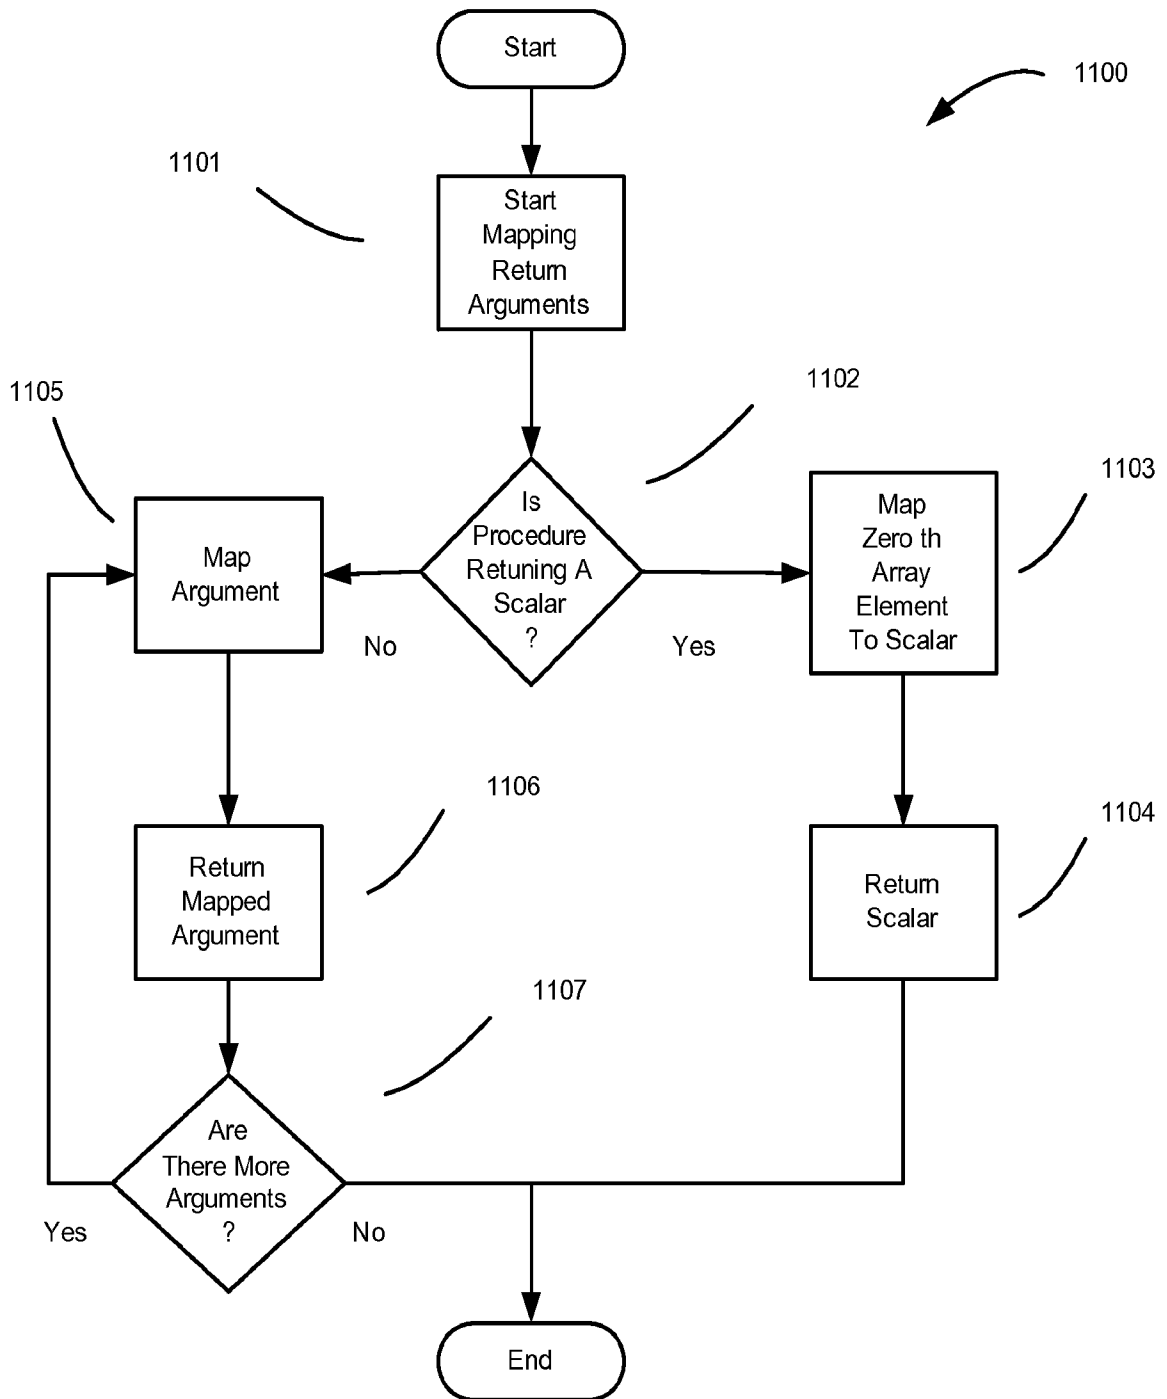 Start
1100
1101
Start
Mapping
Return
Arguments
1102
1105
1103
Is
Procedure
Retuning A
Scalar
?
Map
Argument
Map
Zero th
Array
Element
To Scalar
No
Yes
1106
1104
Return
Mapped
Argument
Return
Scalar
1107
Are
There More
Arguments
?
Yes
No
End